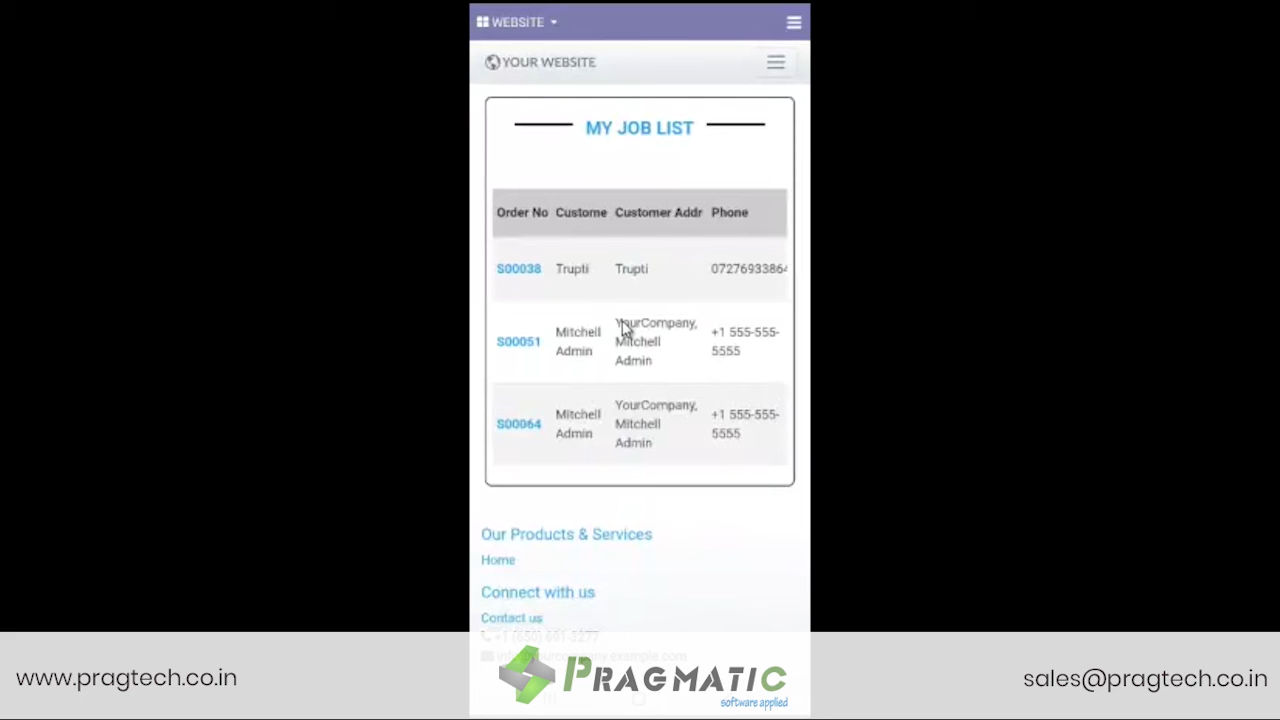 WEBSITE
YOUR WEBSITE
MY JOB LIST
Order No Custome Customer Addr Phone
S00038 Trupti Trupti 07276933864
S00051 Mitchell Admin YourCompany, Mitchell Admin +1 555-555-5555
S00064 Mitchell Admin YourCompany, Mitchell Admin +1 555-555-5555
Our Products & Services
Home
Connect with us
Contact us
www.pragtech.co.in
PRAGMATIC
software applied
sales@pragtech.co.in